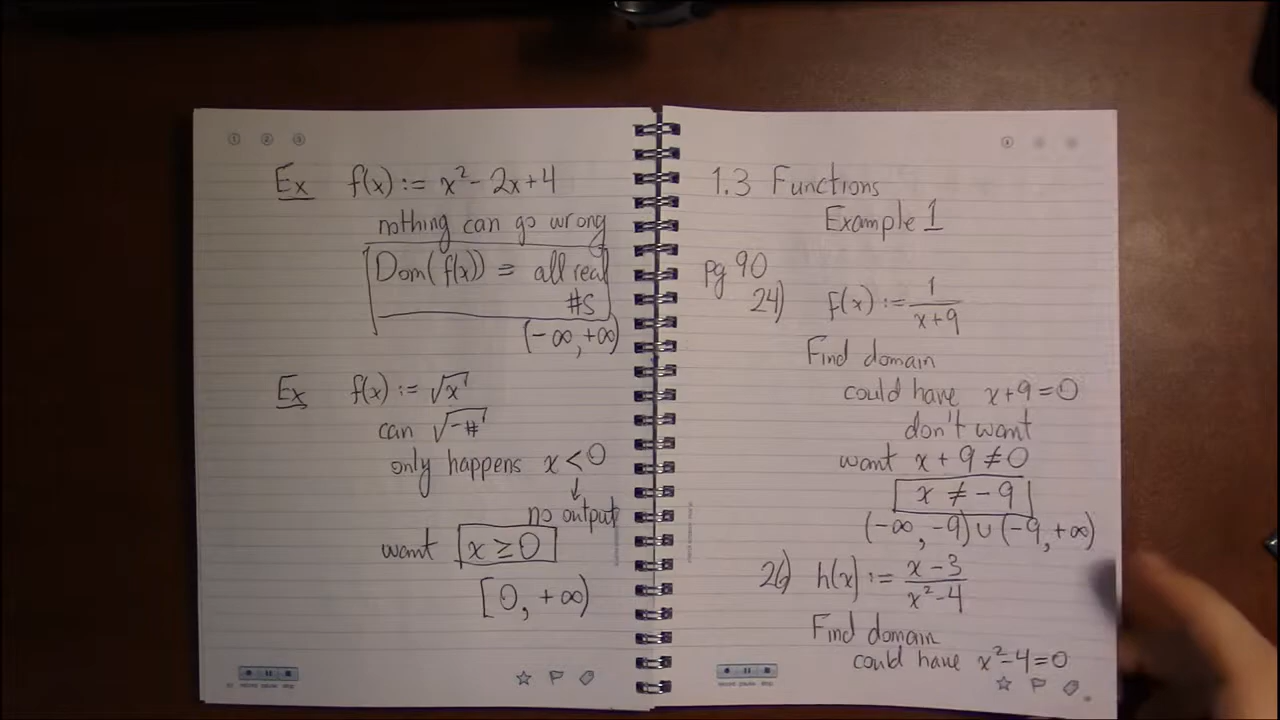 Ex f(x) := x² - 2x + 4
nothing can go wrong
Dom(f(x)) = all real
#s
(-∞, +∞)
Ex f(x) := √x
can √-#
only happens x < 0
↓
no output
want x ≥ 0
[0, +∞)
1.3 Functions
Example 1
pg 90
24) f(x) := 1/(x+9)
Find domain
could have x+9=0
don't want
want x + 9 ≠ 0
x ≠ -9
(-∞, -9) ∪ (-9, +∞)
26) h(x) := (x-3)/(x²-4)
Find domain
could have x²-4=0